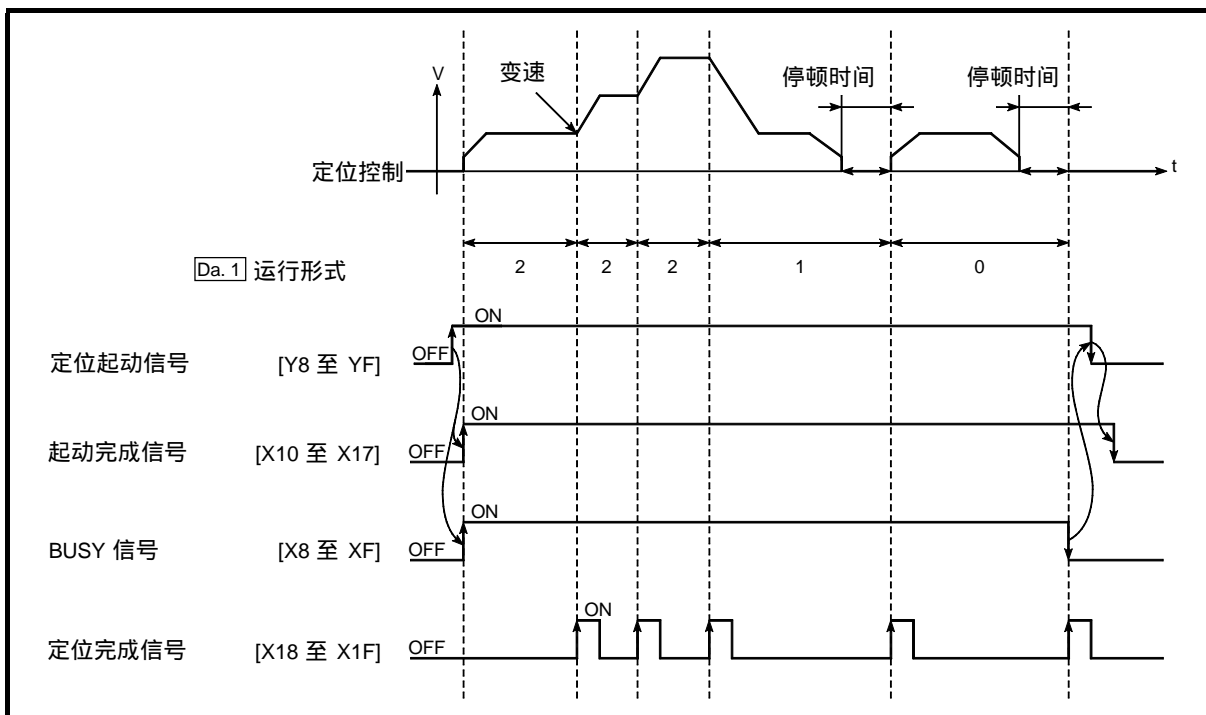 V
变速
停顿时间
停顿时间
定位控制
t
Da. 1 运行形式
2
2
2
1
0
ON
定位起动信号 [Y8 至 YF] OFF
ON
起动完成信号 [X10 至 X17] OFF
ON
BUSY 信号 [X8 至 XF] OFF
ON
定位完成信号 [X18 至 X1F] OFF